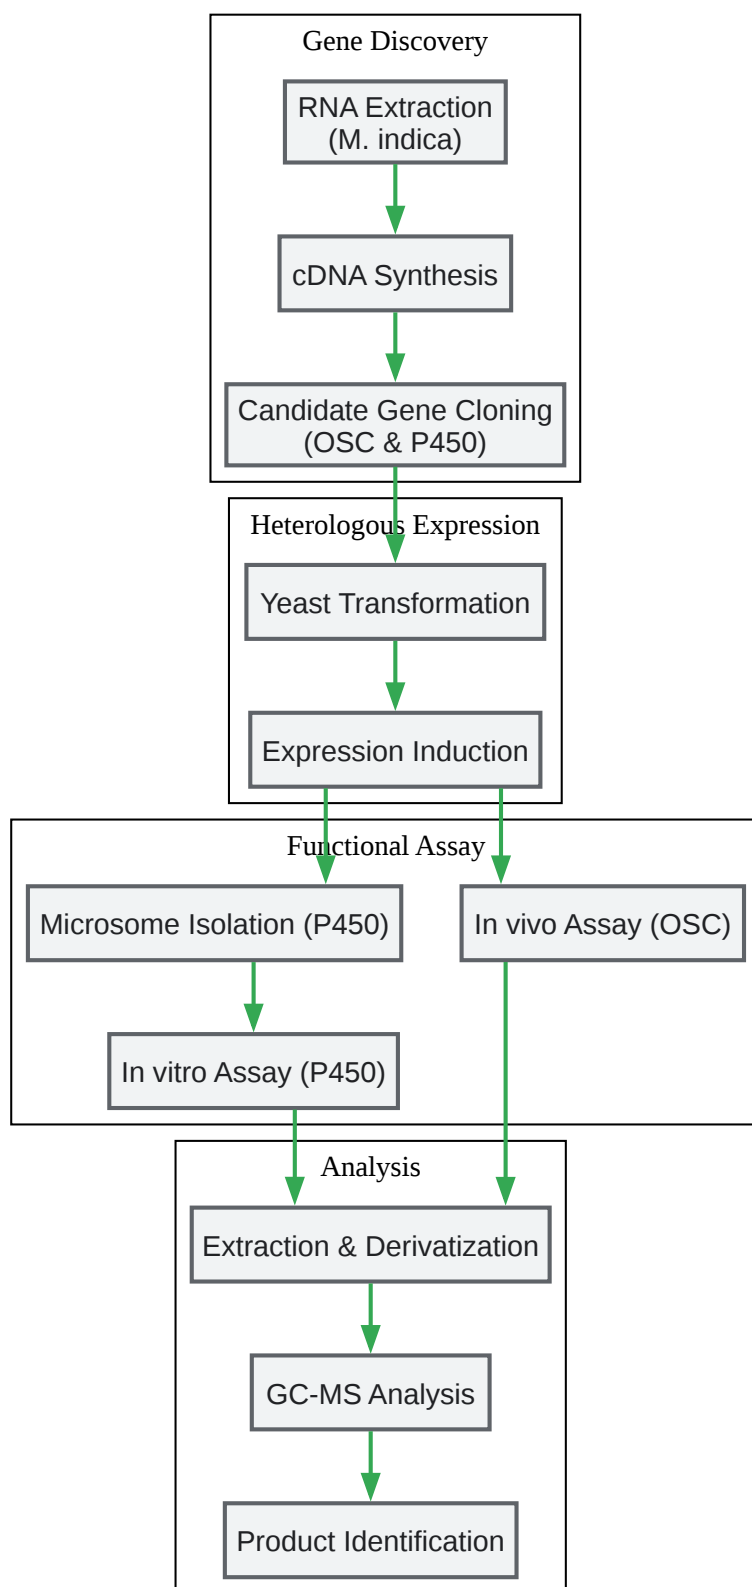 Gene Discovery
RNA Extraction
(M. indica)
cDNA Synthesis
Candidate Gene Cloning
(OSC & P450)
Heterologous Expression
Yeast Transformation
Expression Induction
Functional Assay
Microsome Isolation (P450)
In vivo Assay (OSC)
In vitro Assay (P450)
Analysis
Extraction & Derivatization
GC-MS Analysis
Product Identification